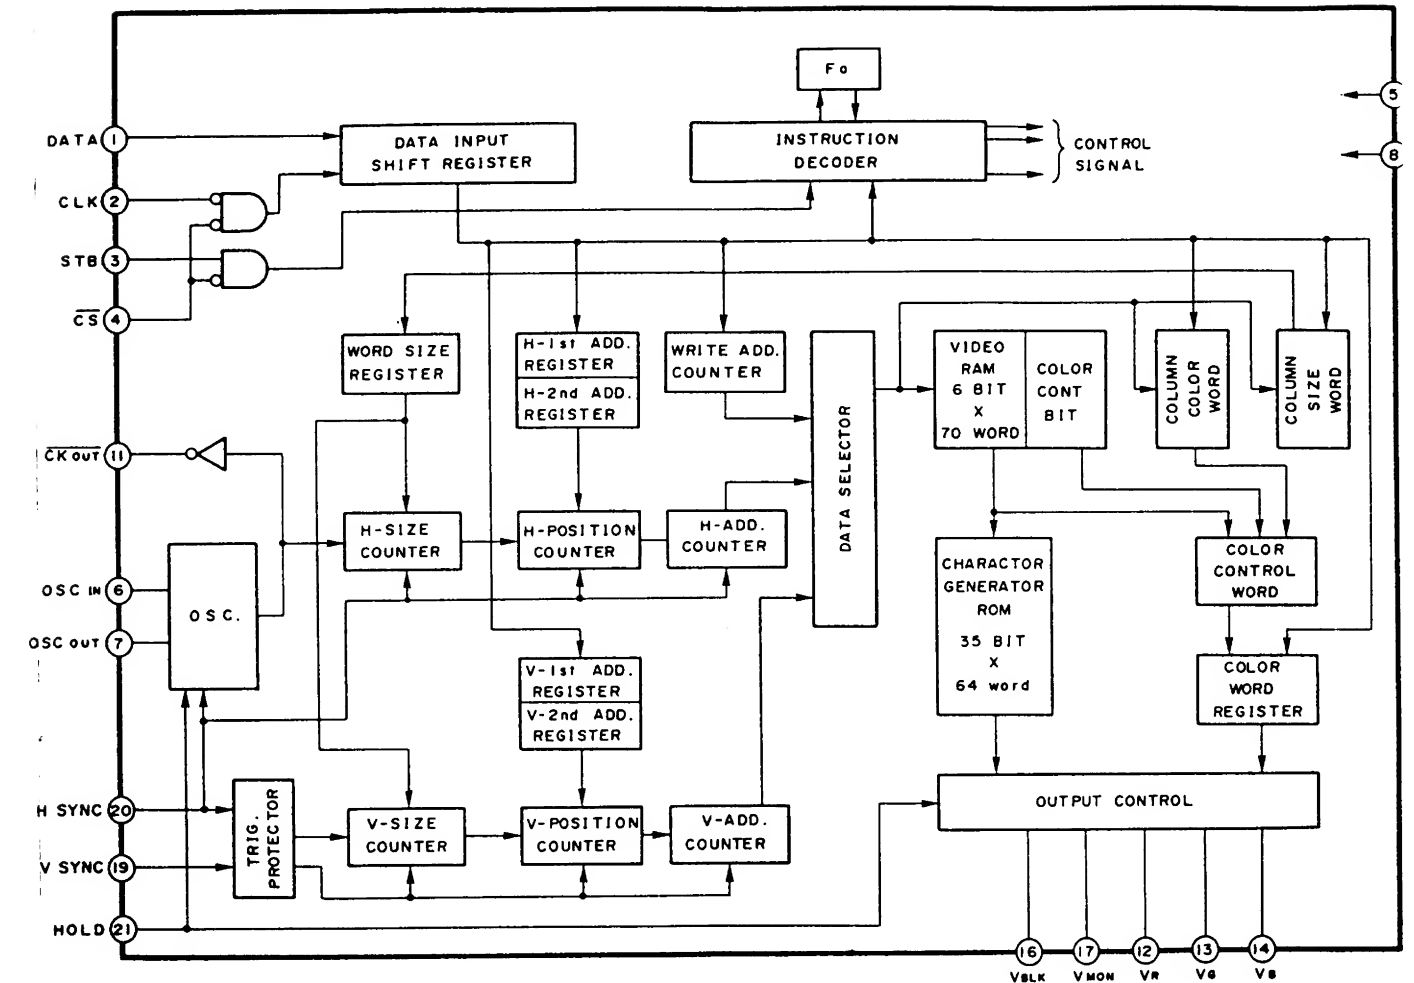 Fo
5
DATA 1
DATA INPUT
SHIFT REGISTER
INSTRUCTION
DECODER
CONTROL
SIGNAL
8
CLK 2
STB 3
CS 4
WORD SIZE
REGISTER
H-1st ADD.
REGISTER
H-2nd ADD.
REGISTER
WRITE ADD.
COUNTER
DATA SELECTOR
VIDEO
RAM
6 BIT
X
70 WORD
COLOR
CONT
BIT
COLUMN
COLOR
WORD
COLUMN
SIZE
WORD
CK OUT 11
H-SIZE
COUNTER
H-POSITION
COUNTER
H-ADD.
COUNTER
CHARACTOR
GENERATOR
ROM
35 BIT
X
64 word
COLOR
CONTROL
WORD
OSC IN 6
OSC OUT 7
OSC.
V-1st ADD.
REGISTER
V-2nd ADD.
REGISTER
COLOR
WORD
REGISTER
H SYNC 20
V SYNC 19
TRIG.
PROTECTOR
V-SIZE
COUNTER
V-POSITION
COUNTER
V-ADD.
COUNTER
OUTPUT CONTROL
HOLD 21
16 17 12 13 14
VBLK VMON VR VG VB